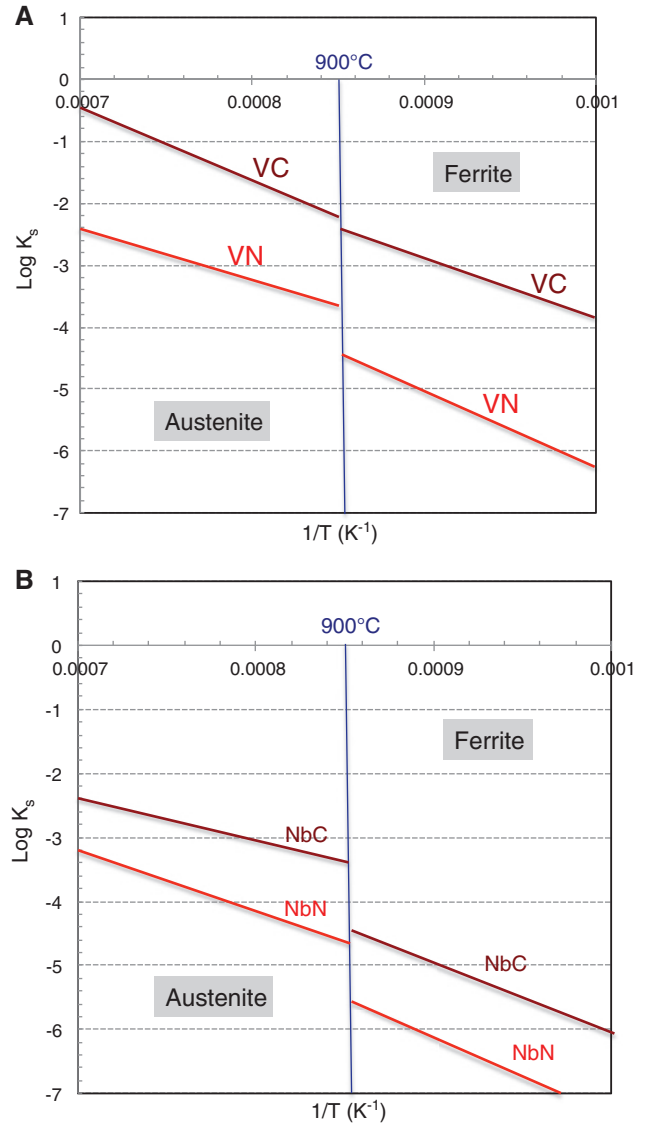 A
1
900°C
0
0.0007 0.0008 0.0009 0.001
-1
VC
Ferrite
-2
Log Ks
VN
-3
VC
-4
-5
VN
Austenite
-6
-7
1/T (K-1)
B
1
900°C
0
0.0007 0.0008 0.0009 0.001
-1
Ferrite
-2
Log Ks
-3
NbC
-4
NbN
-5
NbC
Austenite
-6
NbN
-7
1/T (K-1)